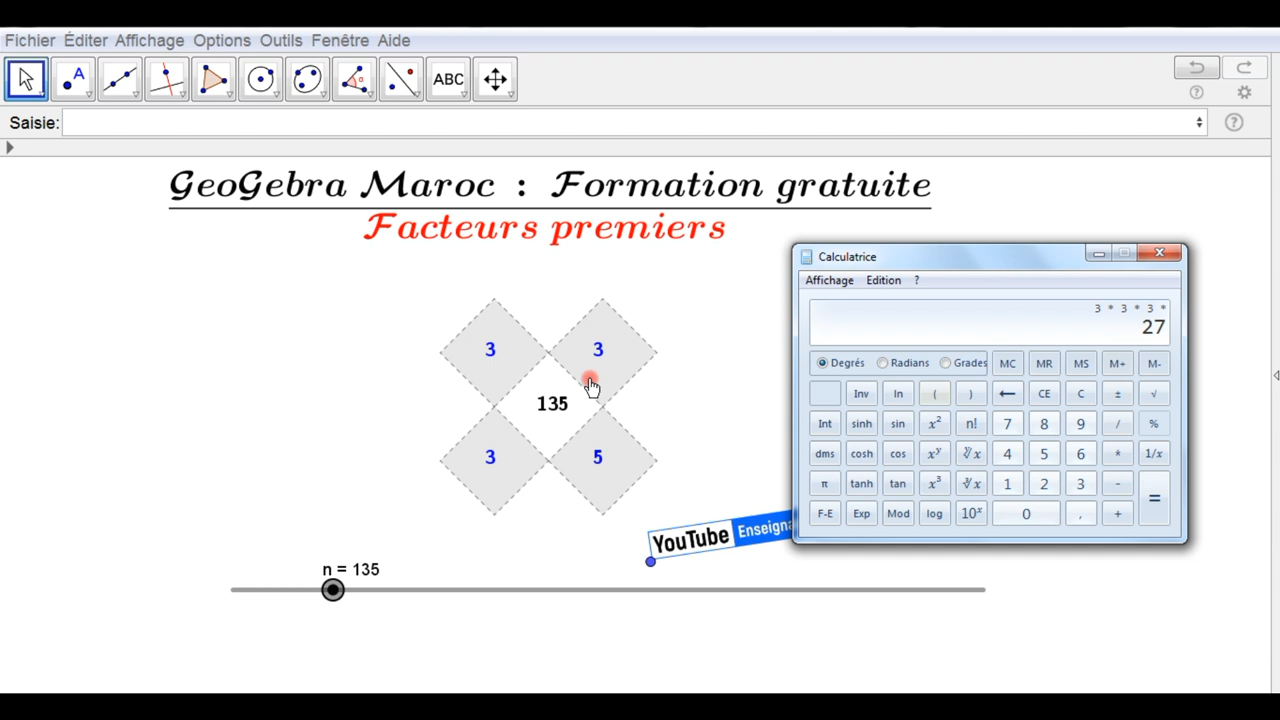 Fichier Éditer Affichage Options Outils Fenêtre Aide
A
ABC
Saisie:
GeoGebra Maroc : Formation gratuite
Facteurs premiers
3 3
135
3 5
YouTube Enseigna
n = 135
Calculatrice
Affichage Edition ?
3 * 3 * 3 *
27
Degrés Radians Grades MC MR MS M+ M-
Inv ln ( ) ← CE C ± √
Int sinh sin x² n! 7 8 9 / %
dms cosh cos xʸ ʸ√x 4 5 6 * 1/x
π tanh tan x³ ³√x 1 2 3 - =
F-E Exp Mod log 10ˣ 0 , +